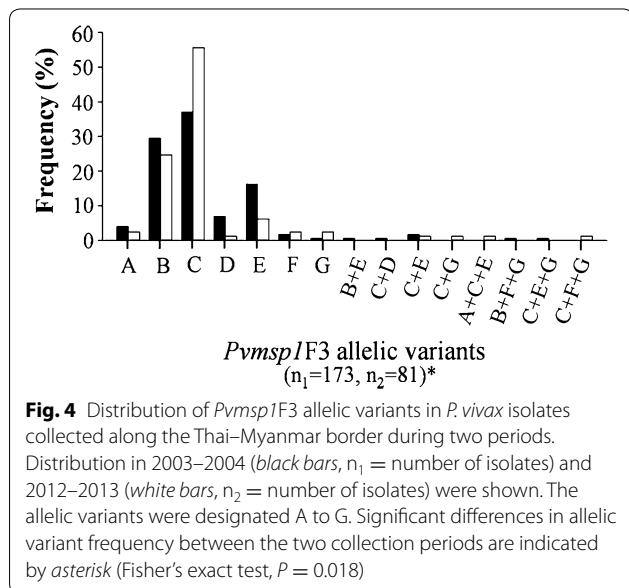 60
50
40
30
20
10
0
Frequency (%)
A B C D E F G B+E C+D C+E C+G A+C+E B+F+G C+E+G C+F+G
Pvmsp1F3 allelic variants
(n₁=173, n₂=81)*
Fig. 4 Distribution of Pvmsp1F3 allelic variants in P. vivax isolates
collected along the Thai–Myanmar border during two periods.
Distribution in 2003–2004 (black bars, n₁ = number of isolates) and
2012–2013 (white bars, n₂ = number of isolates) were shown. The
allelic variants were designated A to G. Significant differences in allelic
variant frequency between the two collection periods are indicated
by asterisk (Fisher's exact test, P = 0.018)